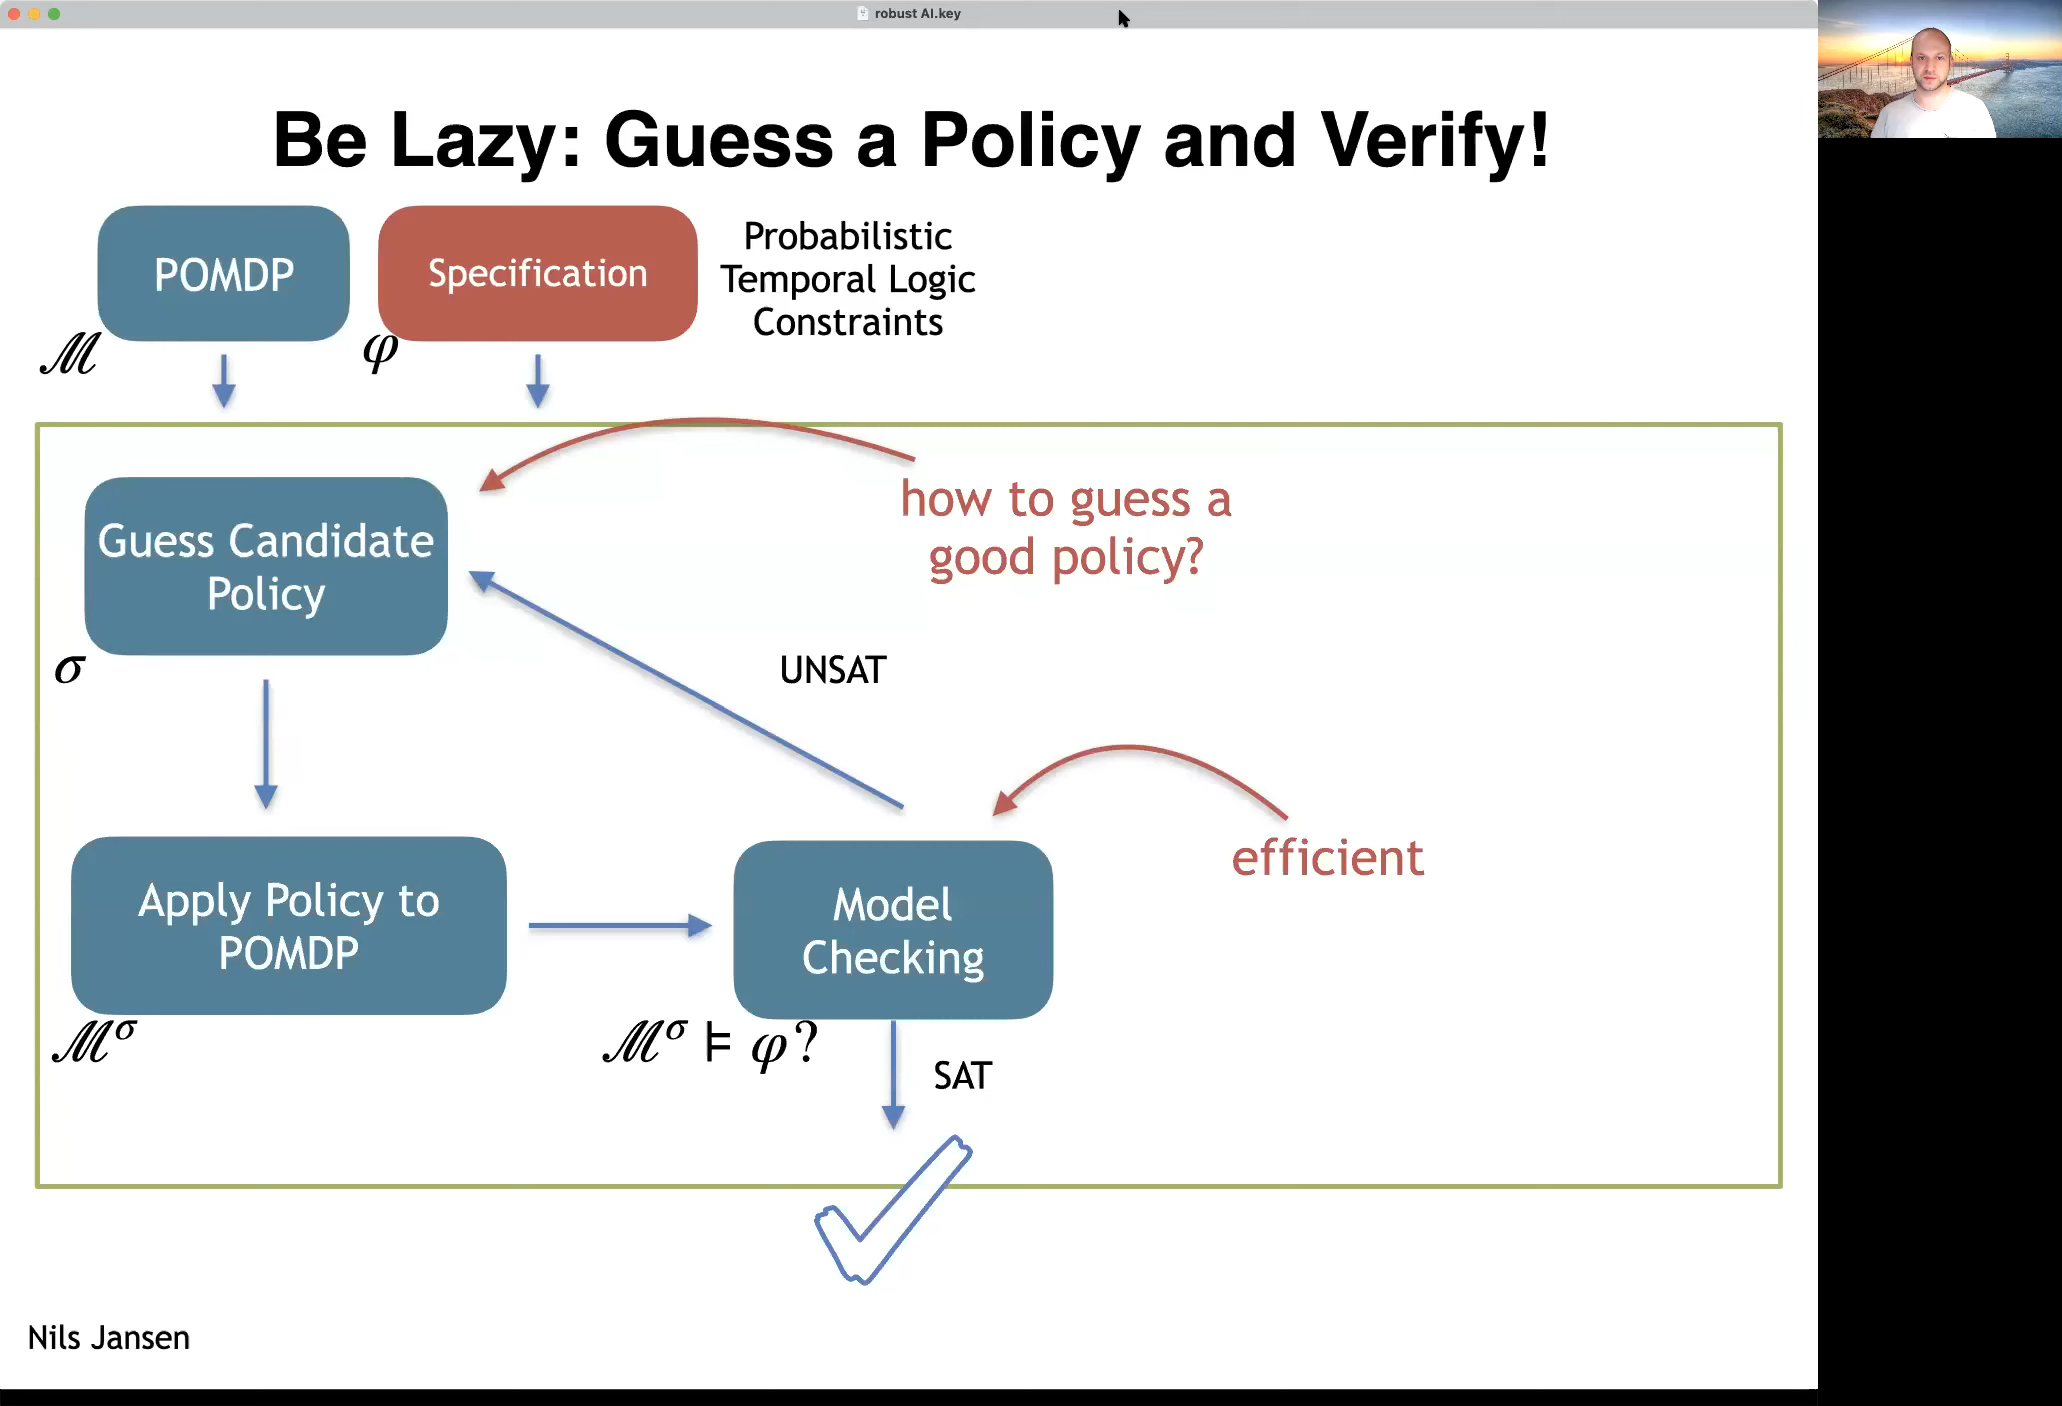 robust AI.key
Be Lazy: Guess a Policy and Verify!
POMDP
ℳ
Specification
φ
Probabilistic
Temporal Logic
Constraints
how to guess a
good policy?
Guess Candidate
Policy
σ
UNSAT
efficient
Apply Policy to
POMDP
ℳ^σ
Model
Checking
ℳ^σ ⊨ φ?
SAT
Nils Jansen